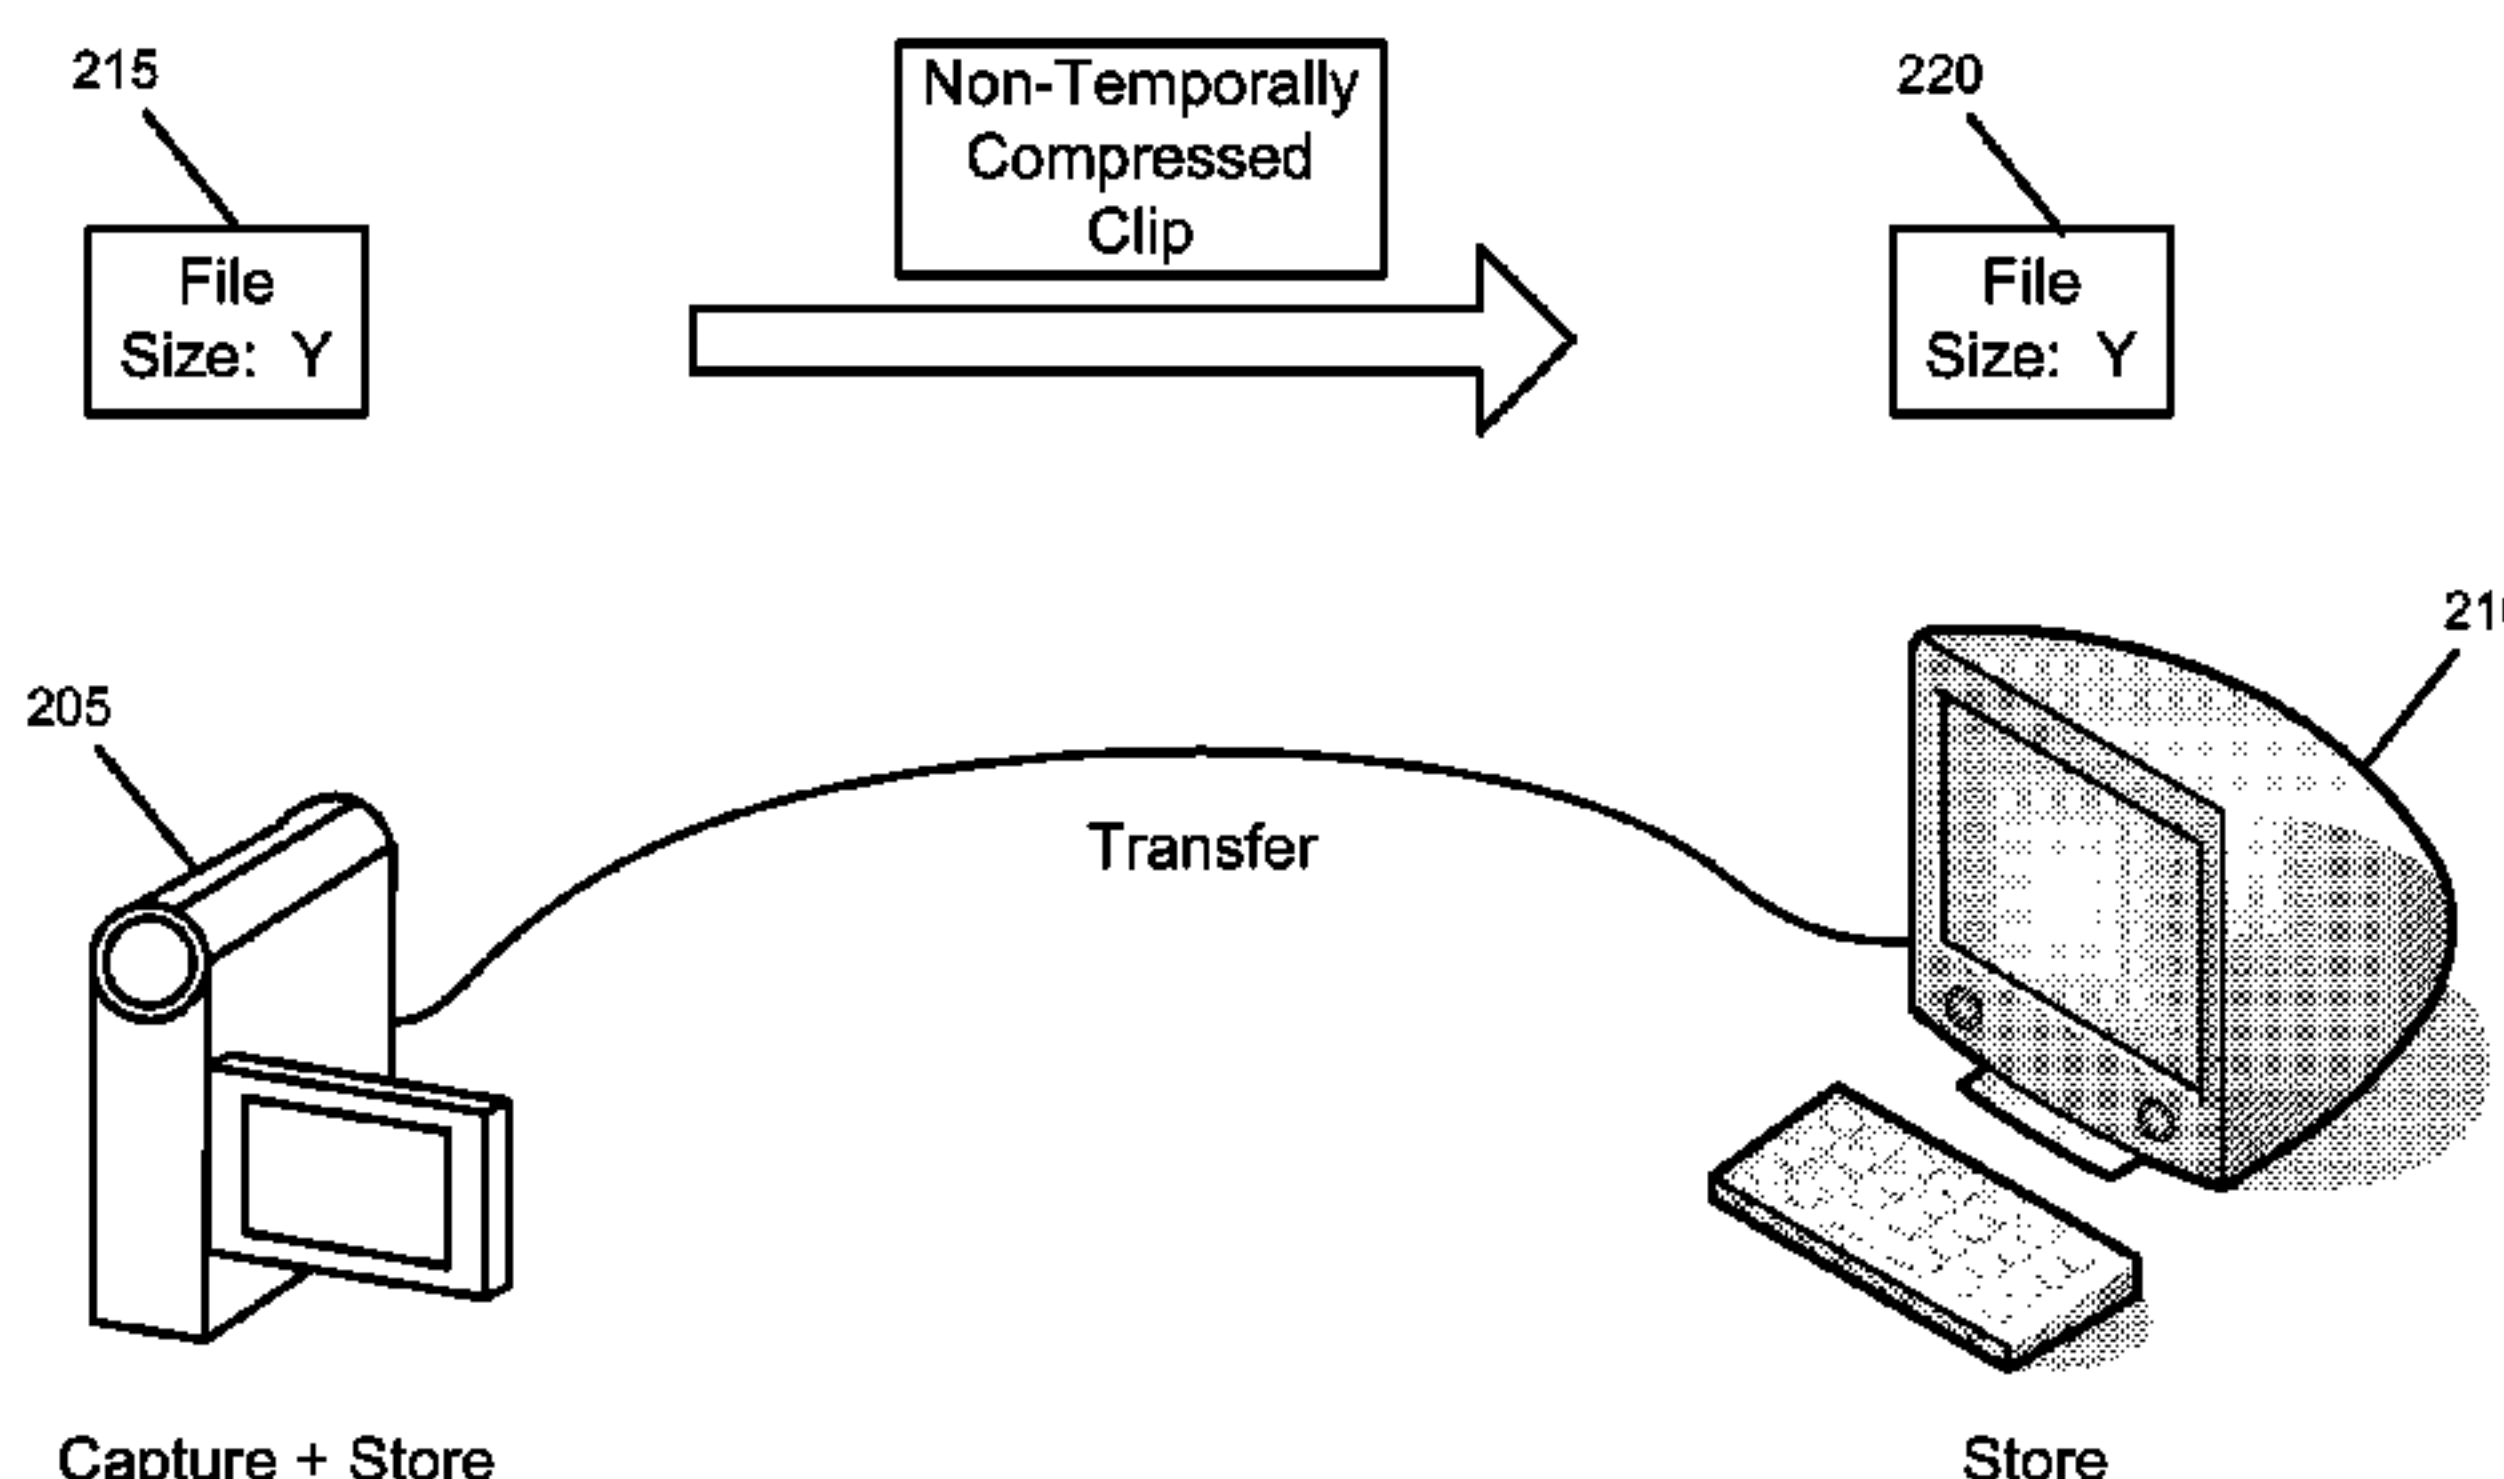 215
Non-Temporally
Compressed
Clip
220
File
Size: Y
File
Size: Y
205
Transfer
Capture + Store
Store